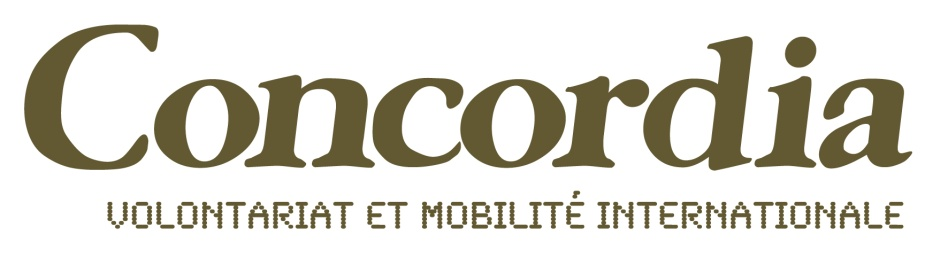 Concordia
VOLONTARIAT ET MOBILITÉ INTERNATIONALE